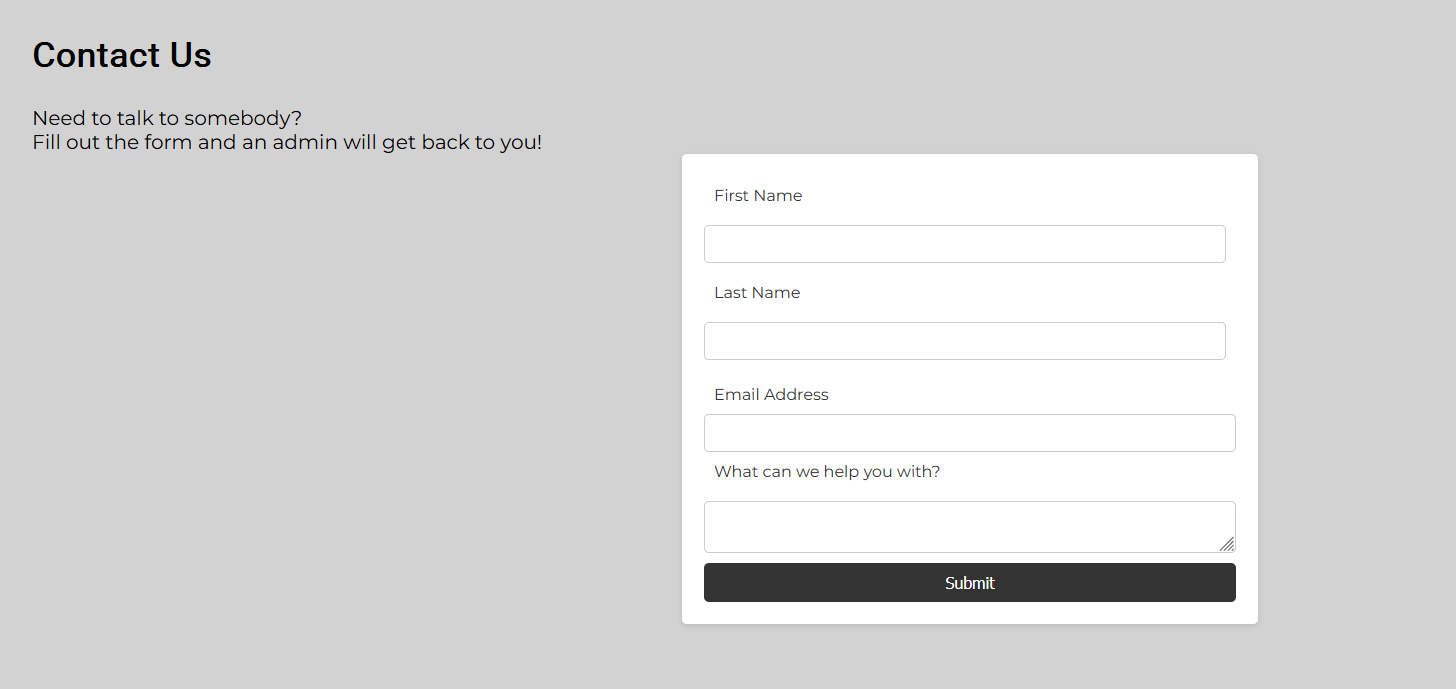 Contact Us
Need to talk to somebody?
Fill out the form and an admin will get back to you!
First Name
Last Name
Email Address
What can we help you with?
Submit